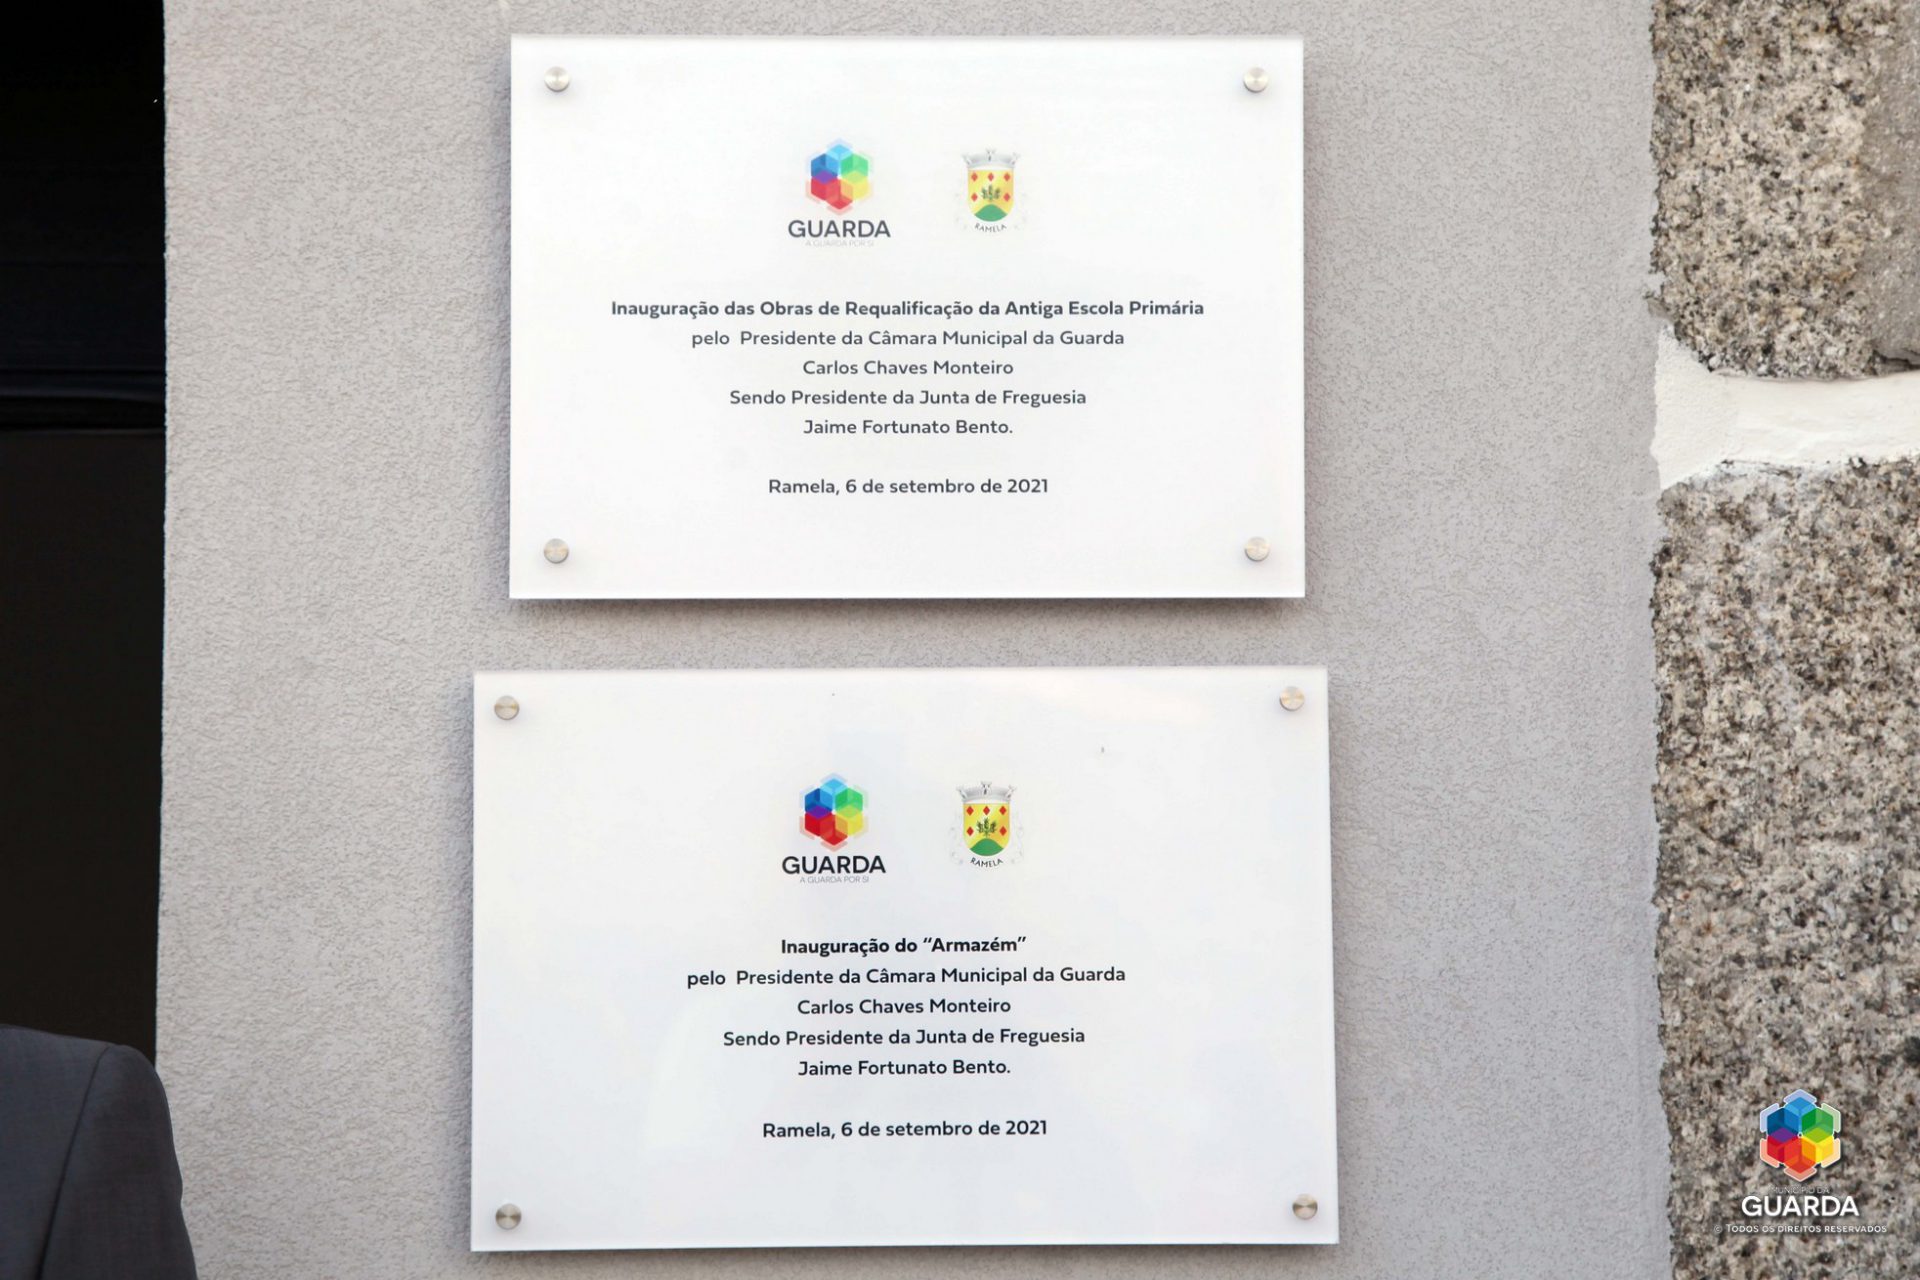 GUARDA
A GUARDA POR SI
RAMELA
Inauguração das Obras de Requalificação da Antiga Escola Primária
pelo Presidente da Câmara Municipal da Guarda
Carlos Chaves Monteiro
Sendo Presidente da Junta de Freguesia
Jaime Fortunato Bento.
Ramela, 6 de setembro de 2021
GUARDA
A GUARDA POR SI
RAMELA
Inauguração do “Armazém”
pelo Presidente da Câmara Municipal da Guarda
Carlos Chaves Monteiro
Sendo Presidente da Junta de Freguesia
Jaime Fortunato Bento.
Ramela, 6 de setembro de 2021
MUNICÍPIO DA
GUARDA
© TODOS OS DIREITOS RESERVADOS